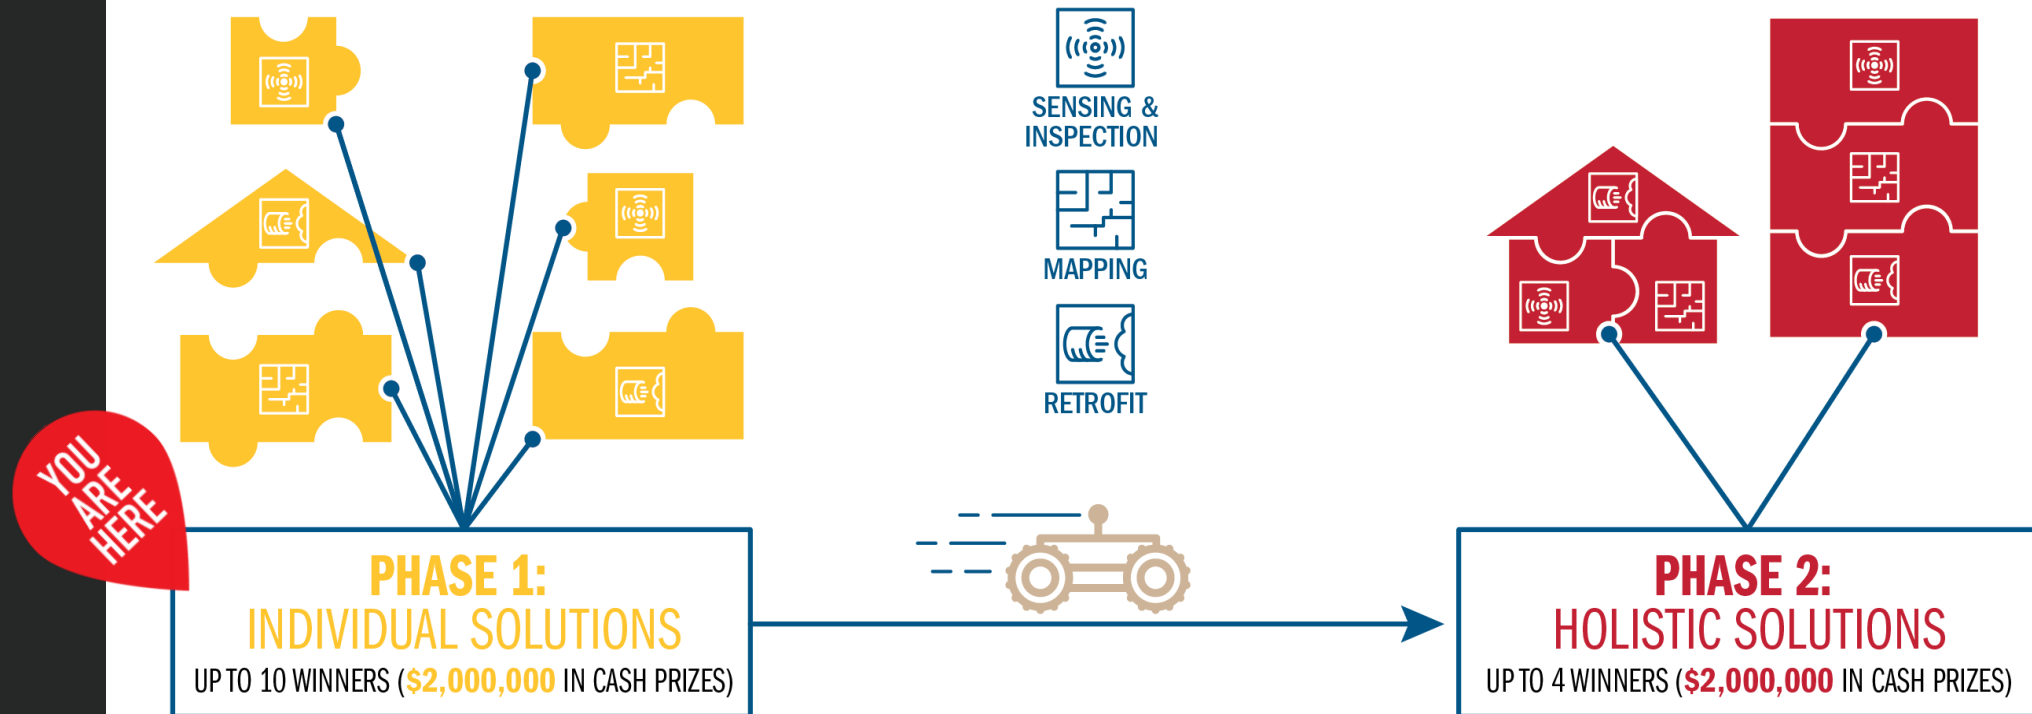 SENSING &
INSPECTION
MAPPING
RETROFIT
YOU
ARE
HERE
PHASE 1:
INDIVIDUAL SOLUTIONS
UP TO 10 WINNERS ($2,000,000 IN CASH PRIZES)
PHASE 2:
HOLISTIC SOLUTIONS
UP TO 4 WINNERS ($2,000,000 IN CASH PRIZES)